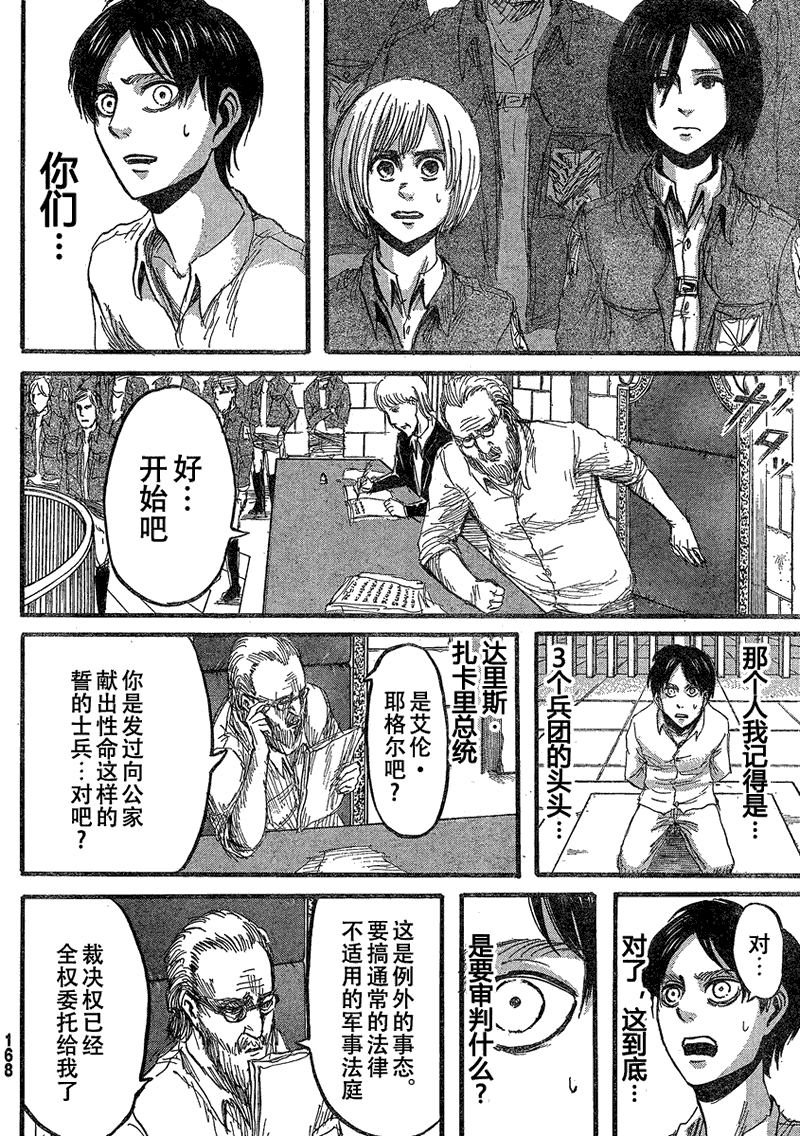 你们…
ガタ
好…
开始吧
那个人我记得是…
3个兵团的头头…
达里斯·
扎卡里总统
是艾伦·
耶格尔吧？
你是发过向公家
献出性命这样的
誓的士兵…对吧？
对…
对了，这到底…
是要审判什么？
这是例外的事态。
要搞通常的法律
不适用的军事法庭
裁决权已经
全权委托给我了
168